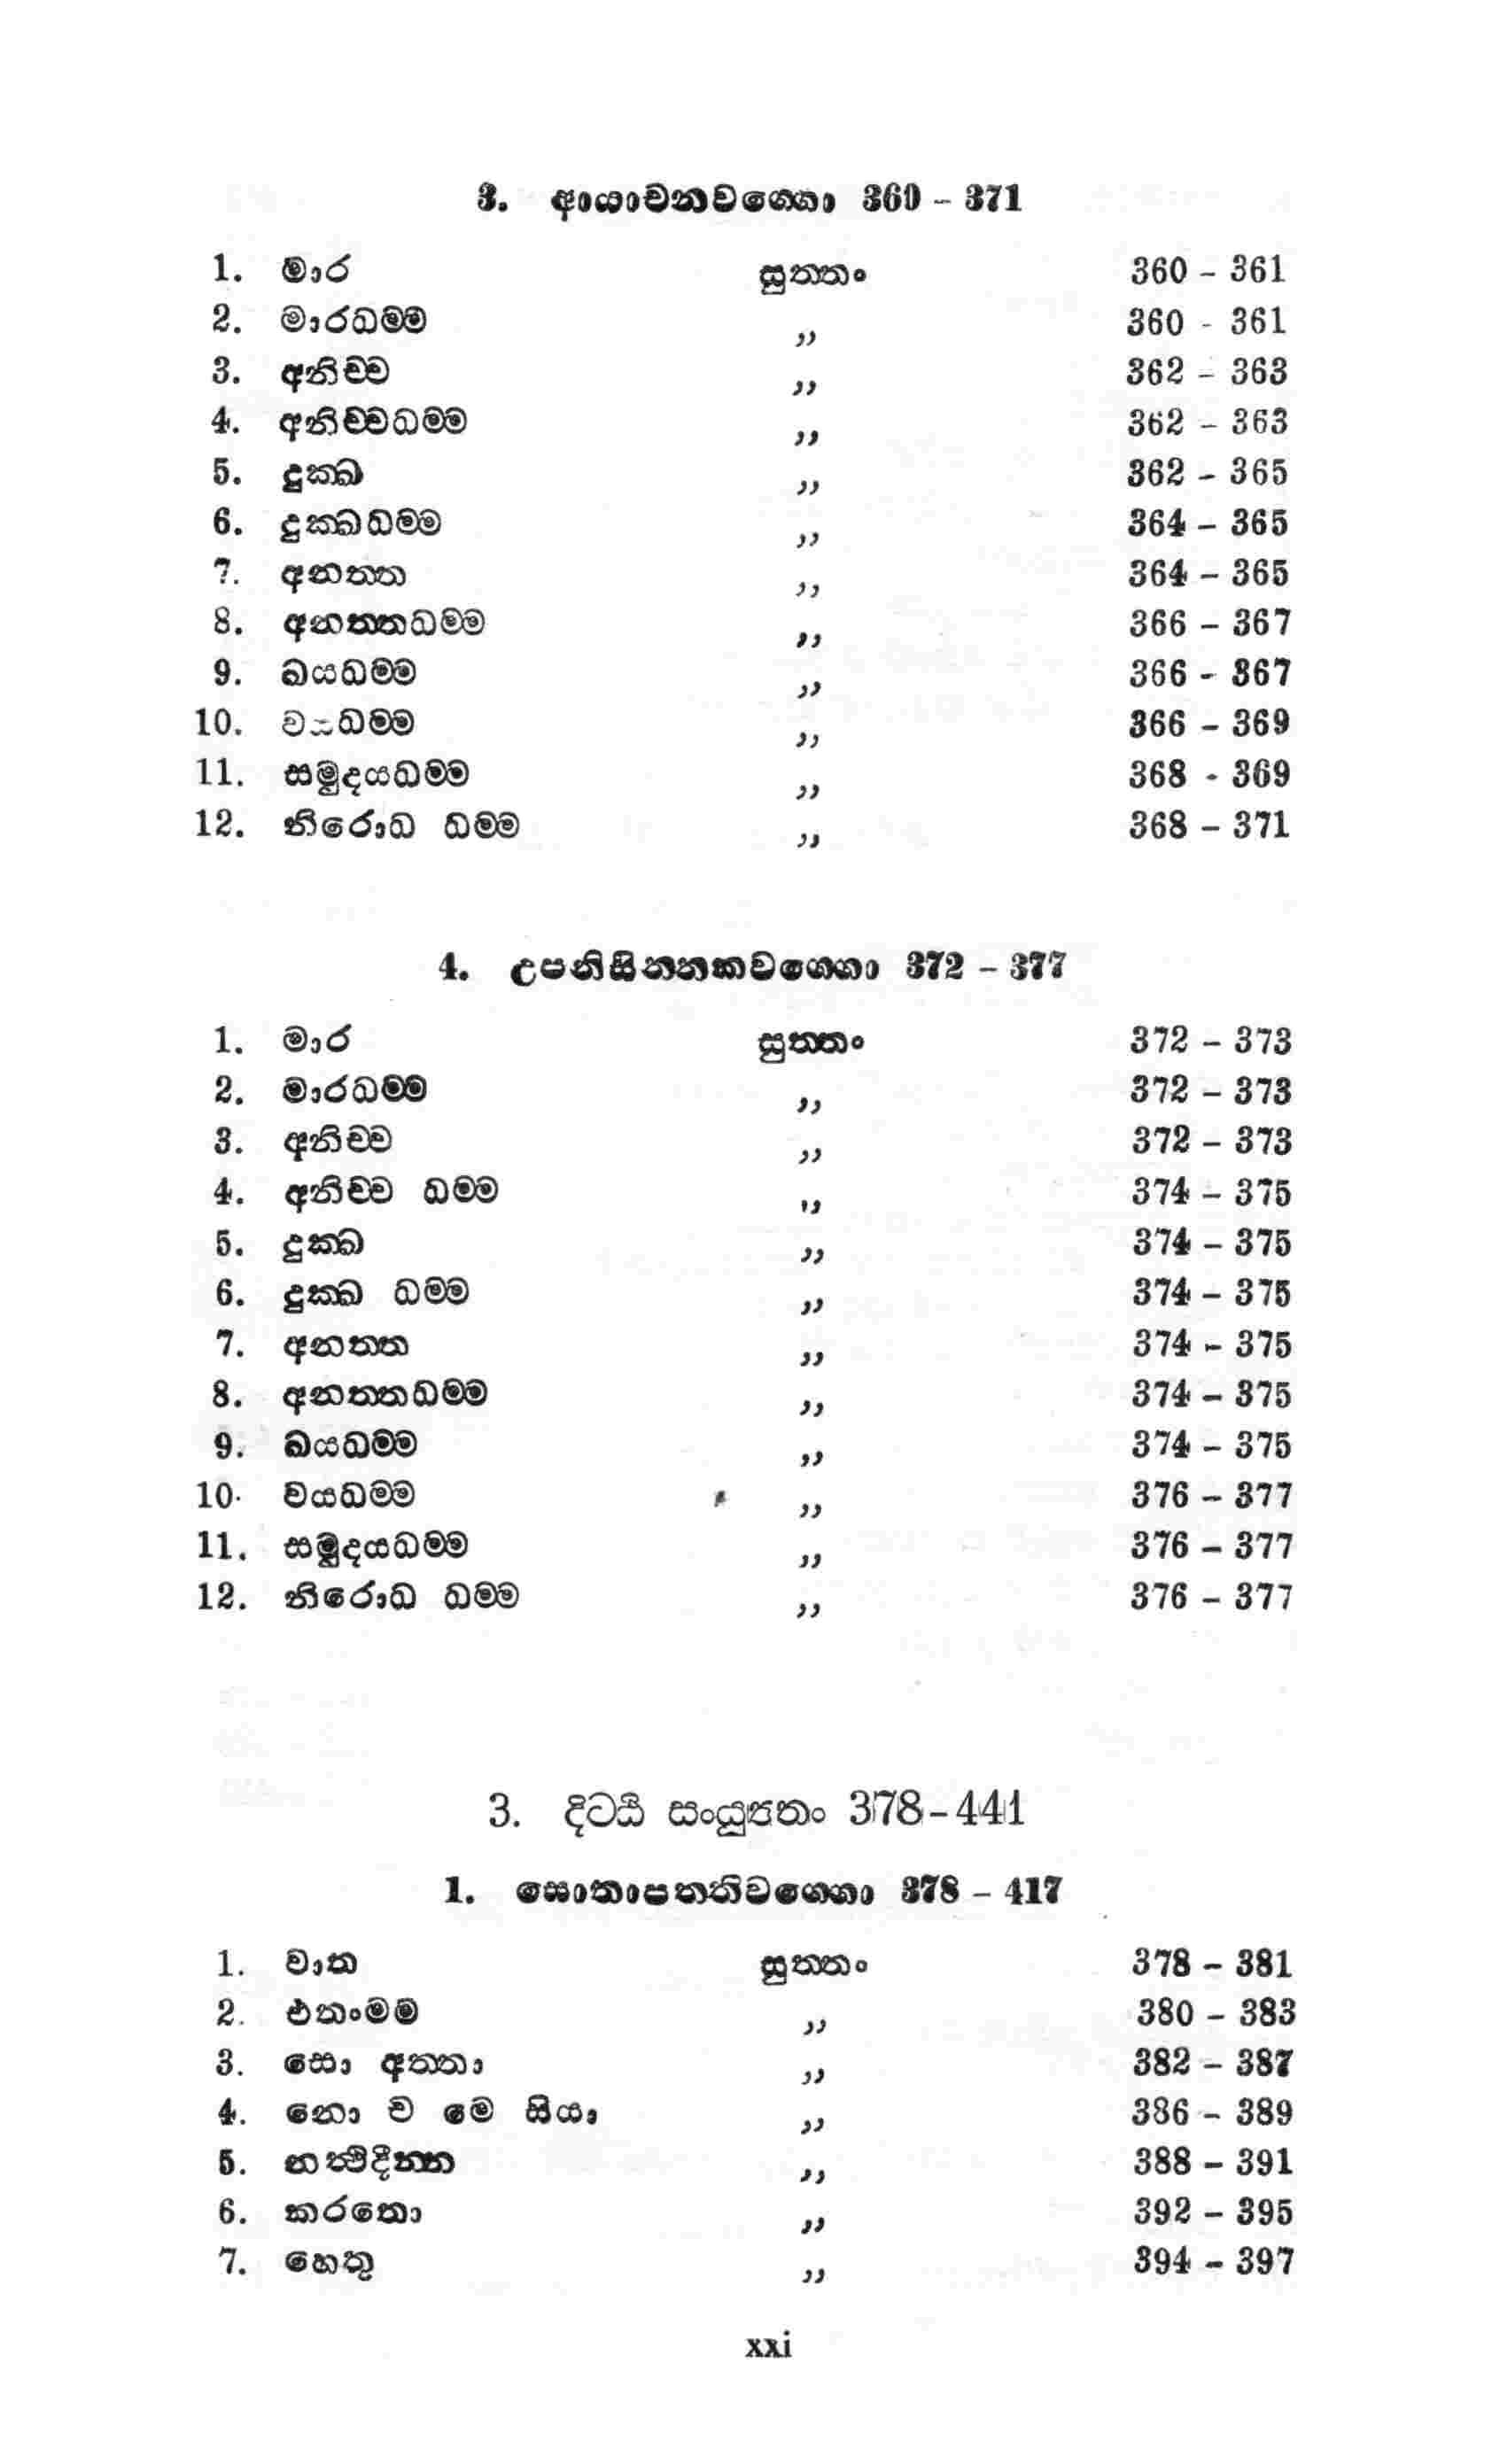 3. ආයාචනවග්ගො 360 – 371
1. මාර සුත්තං 360 – 361
2. මාරධම්ම ,, 360 - 361
3. අනිච්ච ,, 362 – 363
4. අනිච්චධම්ම ,, 362 – 363
5. දුක්ඛ ,, 362 – 365
6. දුක්ඛධම්ම ,, 364 – 365
7. අනත්ත ,, 364 – 365
8. අනත්තධම්ම ,, 366 – 367
9. ඛයධම්ම ,, 366 - 367
10. වයධම්ම ,, 366 – 369
11. සමුදයධම්ම ,, 368 - 369
12. නිරොධ ධම්ම ,, 368 – 371
4. උපනිසින්නකවග්ගො 372 – 377
1. මාර සුත්තං 372 – 373
2. මාරධම්ම ,, 372 – 373
3. අනිච්ච ,, 372 – 373
4. අනිච්ච ධම්ම ,, 374 – 375
5. දුක්ඛ ,, 374 – 375
6. දුක්ඛ ධම්ම ,, 374 – 375
7. අනත්ත ,, 374 – 375
8. අනත්තධම්ම ,, 374 – 375
9. ඛයධම්ම ,, 374 – 375
10. වයධම්ම ,, 376 – 377
11. සමුදයධම්ම ,, 376 – 377
12. නිරොධ ධම්ම ,, 376 – 377
3. දිට්ඨි සංයුත්තං 378-441
1. සොතාපත්තිවග්ගො 378 – 417
1. වාත සුත්තං 378 – 381
2. එතංමම ,, 380 – 383
3. සො අත්තා ,, 382 – 387
4. නො ච මෙ සියා ,, 386 – 389
5. නත්ථිදින්න ,, 388 – 391
6. කරතො ,, 392 – 395
7. හෙතු ,, 394 – 397
xxi